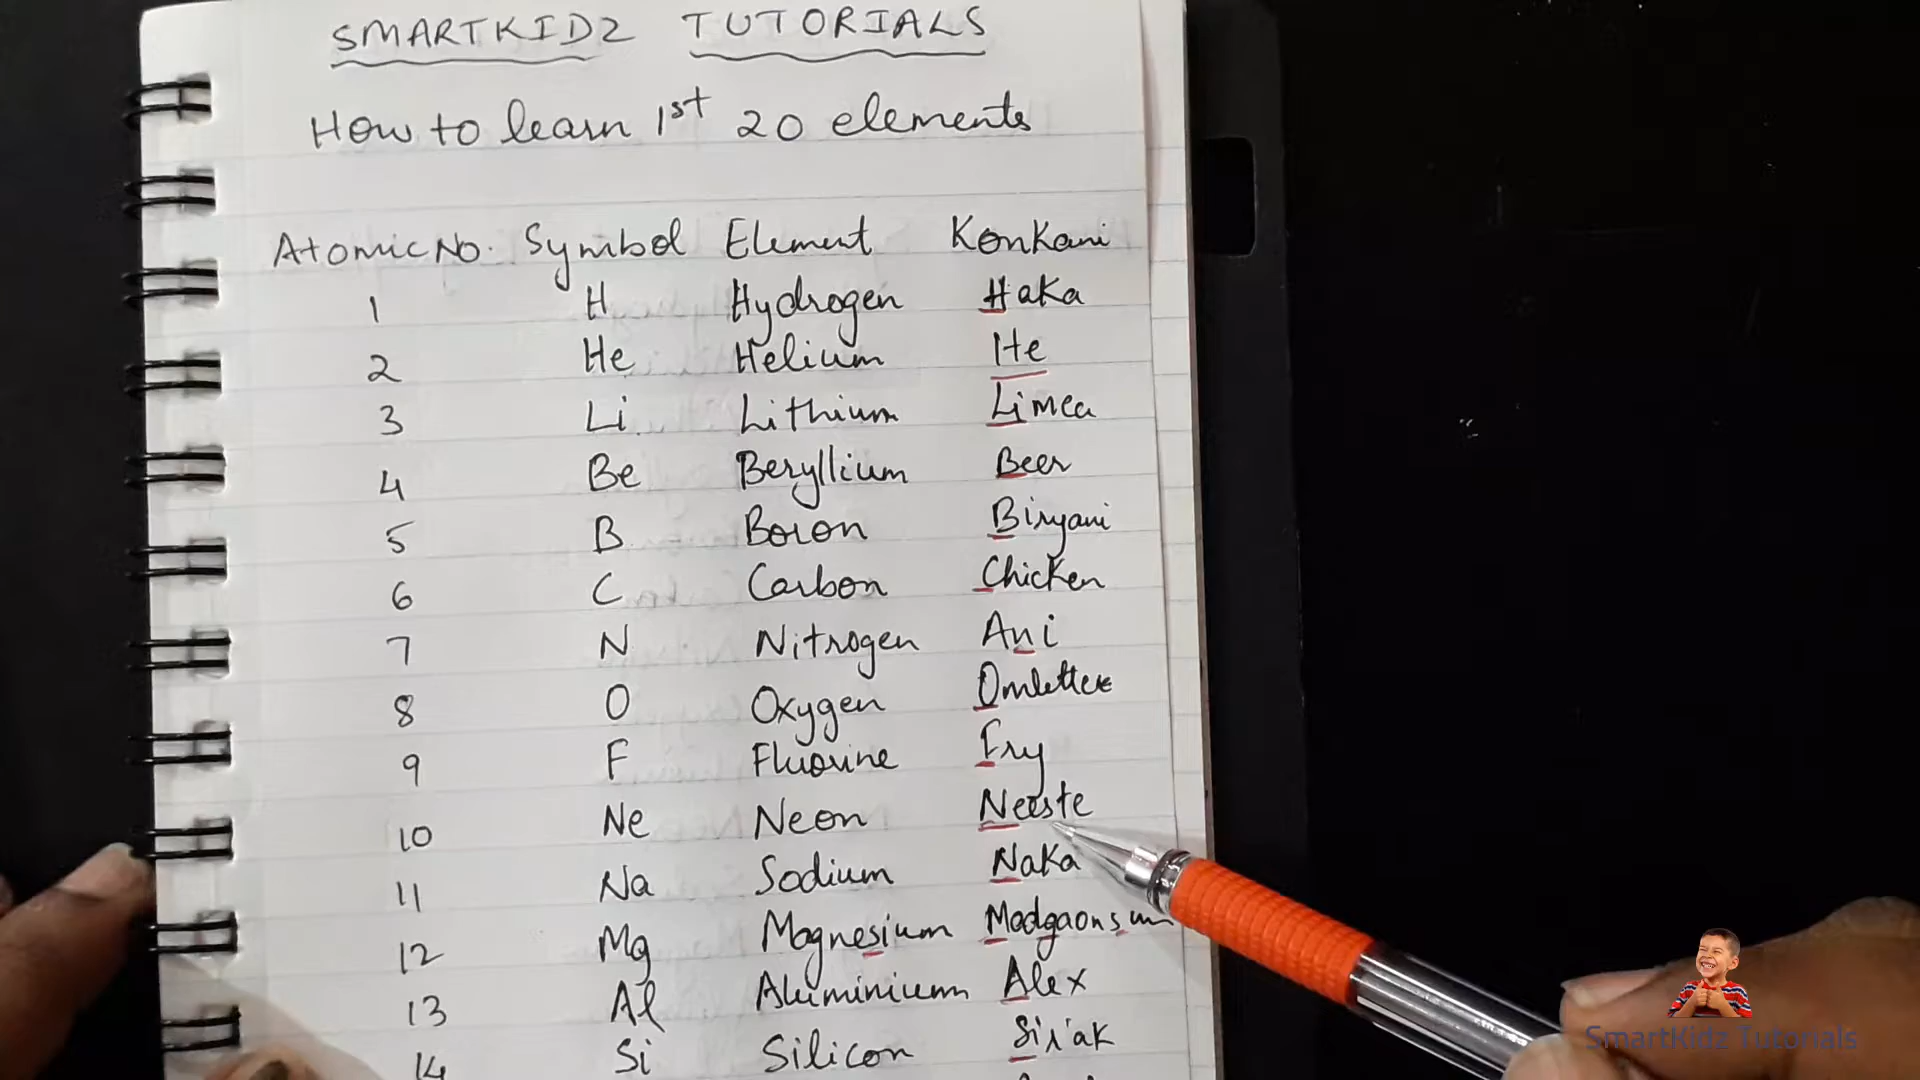 SMARTKIDZ TUTORIALS
How to learn 1st 20 elements
Atomic No. Symbol Element Konkani
1 H Hydrogen Haka
2 He Helium He
3 Li Lithium Limea
4 Be Beryllium Beer
5 B Boron Biryani
6 C Carbon Chicken
7 N Nitrogen Ani
8 O Oxygen Omlette
9 F Fluorine Fry
10 Ne Neon Neeste
11 Na Sodium Naka
12 Mg Magnesium Madgaonsun
13 Al Aluminium Alex
14 Si Silicon
SmartKidz Tutorials